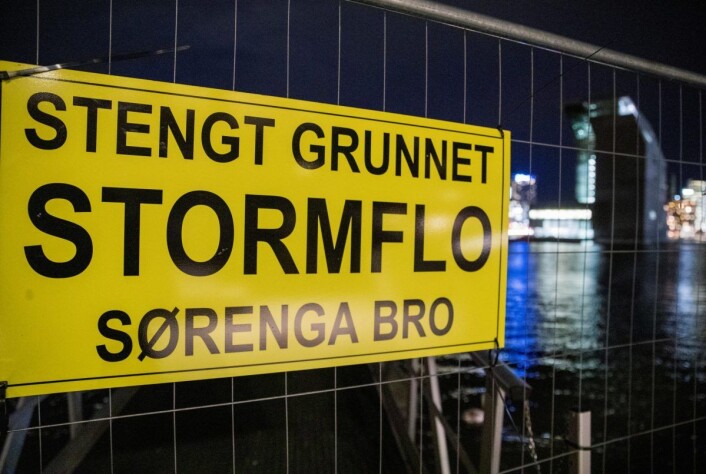 STENGT GRUNNET
STORMFLO
SØRENGA BRO